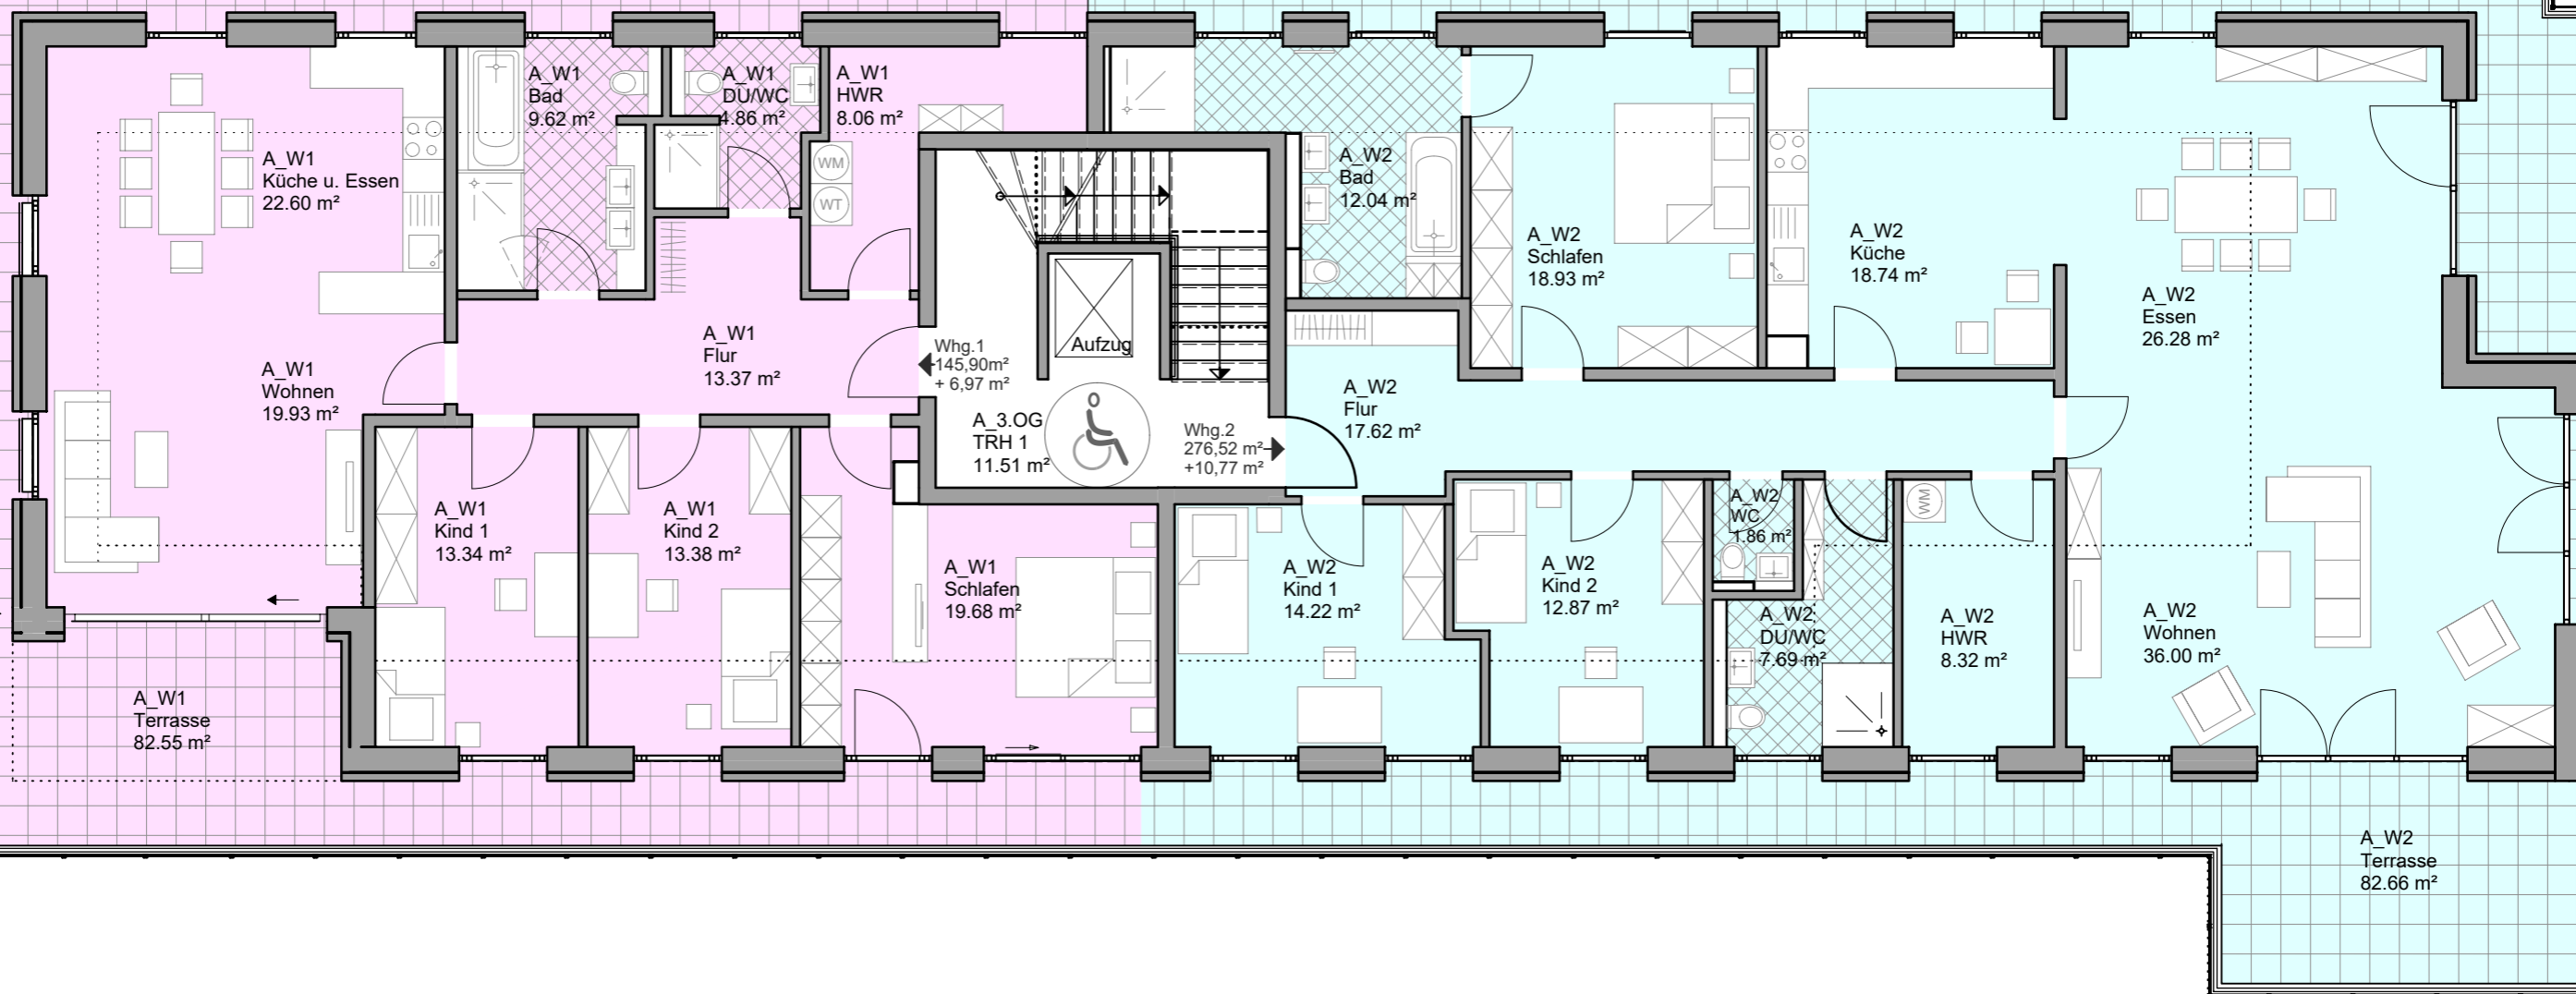 A_W1
Küche u. Essen
22.60 m²
A_W1
Bad
9.62 m²
A_W1
DU/WC
4.86 m²
A_W1
HWR
8.06 m²
WM
WT
A_W1
Wohnen
19.93 m²
A_W1
Flur
13.37 m²
A_W1
Kind 1
13.34 m²
A_W1
Kind 2
13.38 m²
A_W1
Schlafen
19.68 m²
A_W1
Terrasse
82.55 m²
Whg.1
145,90m²
+ 6,97 m²
Aufzug
A_3.OG
TRH 1
11.51 m²
Whg.2
276,52 m²
+10,77 m²
A_W2
Bad
12.04 m²
A_W2
Schlafen
18.93 m²
A_W2
Küche
18.74 m²
A_W2
Essen
26.28 m²
A_W2
Flur
17.62 m²
A_W2
Kind 1
14.22 m²
A_W2
Kind 2
12.87 m²
A_W2
WC
1.86 m²
A_W2
DU/WC
7.69 m²
WM
A_W2
HWR
8.32 m²
A_W2
Wohnen
36.00 m²
A_W2
Terrasse
82.66 m²